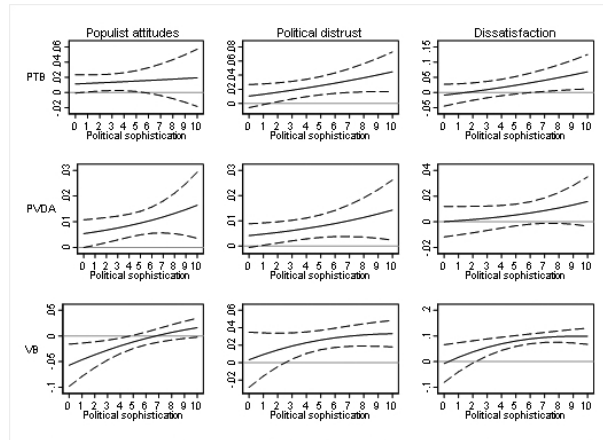 Populist attitudes
Political distrust
Dissatisfaction
PTB
-.02 0 .02 .04 .06
0 .02 .04 .06 .08
-.05 0 .05 .1 .15
0 1 2 3 4 5 6 7 8 9 10
0 1 2 3 4 5 6 7 8 9 10
0 1 2 3 4 5 6 7 8 9 10
Political sophistication
Political sophistication
Political sophistication
PVDA
0 .01 .02 .03
0 .01 .02 .03
-.02 0 .02 .04
0 1 2 3 4 5 6 7 8 9 10
0 1 2 3 4 5 6 7 8 9 10
0 1 2 3 4 5 6 7 8 9 10
Political sophistication
Political sophistication
Political sophistication
VB
-.1 -.05 0 .05
-.02 0 .02 .04 .06
-.1 0 .1 .2
0 1 2 3 4 5 6 7 8 9 10
0 1 2 3 4 5 6 7 8 9 10
0 1 2 3 4 5 6 7 8 9 10
Political sophistication
Political sophistication
Political sophistication